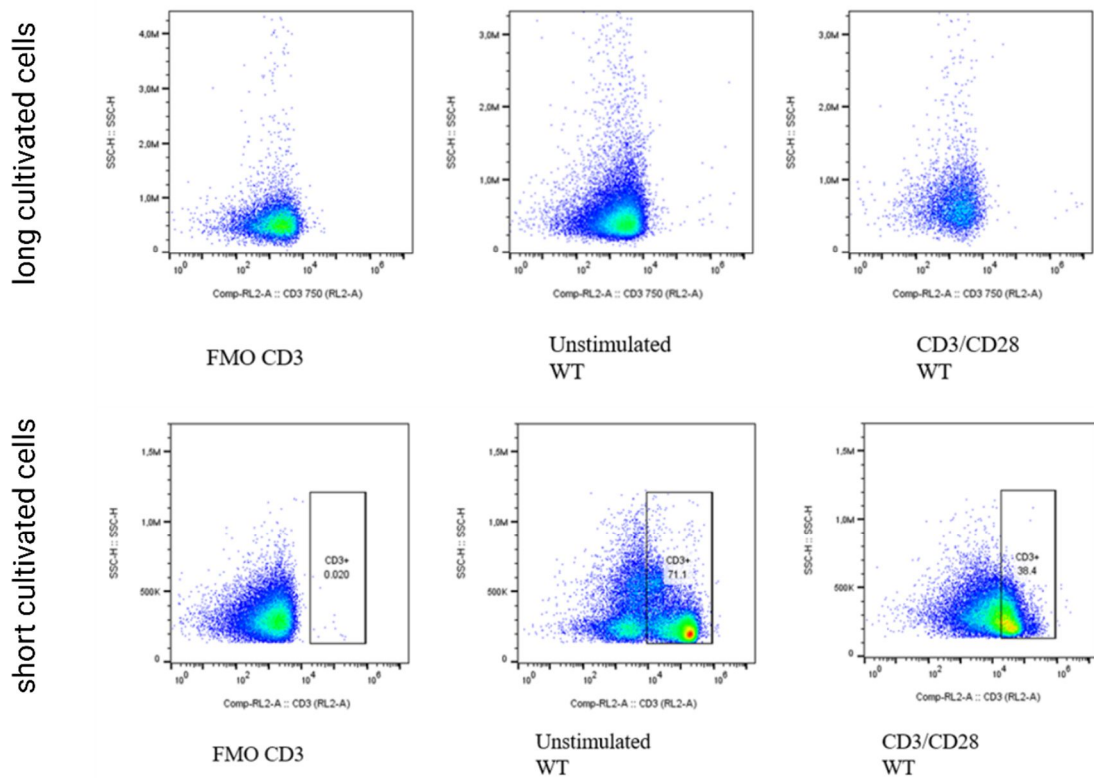 long cultivated cells
4,0M
3,0M
2,0M
1,0M
0
SSC-H :: SSC-H
10^0 10^2 10^4 10^6
Comp-RL2-A :: CD3 750 (RL2-A)
FMO CD3
3,0M
2,0M
1,0M
0
SSC-H :: SSC-H
10^0 10^2 10^4 10^6
Comp-RL2-A :: CD3 750 (RL2-A)
Unstimulated
WT
3,0M
2,0M
1,0M
0
SSC-H :: SSC-H
10^0 10^2 10^4 10^6
Comp-RL2-A :: CD3 750 (RL2-A)
CD3/CD28
WT
short cultivated cells
1,5M
1,0M
500K
0
SSC-H :: SSC-H
CD3+
0.020
10^0 10^2 10^4 10^6
Comp-RL2-A :: CD3 (RL2-A)
FMO CD3
1,5M
1,0M
500K
0
SSC-H :: SSC-H
CD3+
71.1
10^0 10^2 10^4 10^6
Comp-RL2-A :: CD3 (RL2-A)
Unstimulated
WT
1,5M
1,0M
500K
0
SSC-H :: SSC-H
CD3+
38.4
10^0 10^2 10^4 10^6
Comp-RL2-A :: CD3 (RL2-A)
CD3/CD28
WT